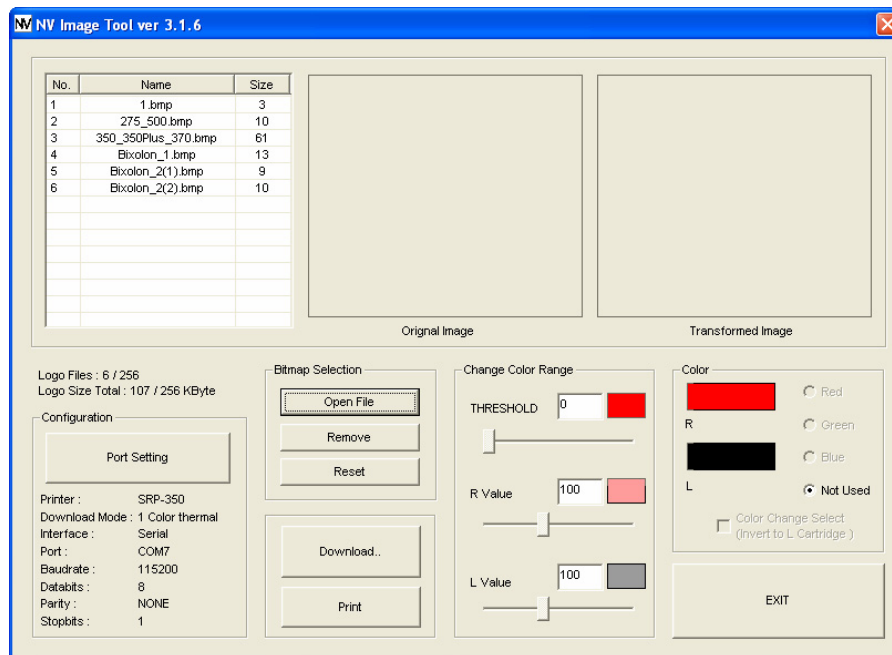 NV NV Image Tool ver 3.1.6
No. Name Size
1 1.bmp 3
2 275_500.bmp 10
3 350_350Plus_370.bmp 61
4 Bixolon_1.bmp 13
5 Bixolon_2(1).bmp 9
6 Bixolon_2(2).bmp 10
Orignal Image
Transformed Image
Logo Files : 6 / 256
Logo Size Total : 107 / 256 KByte
Configuration
Port Setting
Printer : SRP-350
Download Mode : 1 Color thermal
Interface : Serial
Port : COM7
Baudrate : 115200
Databits : 8
Parity : NONE
Stopbits : 1
Bitmap Selection
Open File
Remove
Reset
Download..
Print
Change Color Range
THRESHOLD 0
R Value 100
L Value 100
Color
R
L
Red
Green
Blue
Not Used
Color Change Select
(Invert to L Cartridge )
EXIT